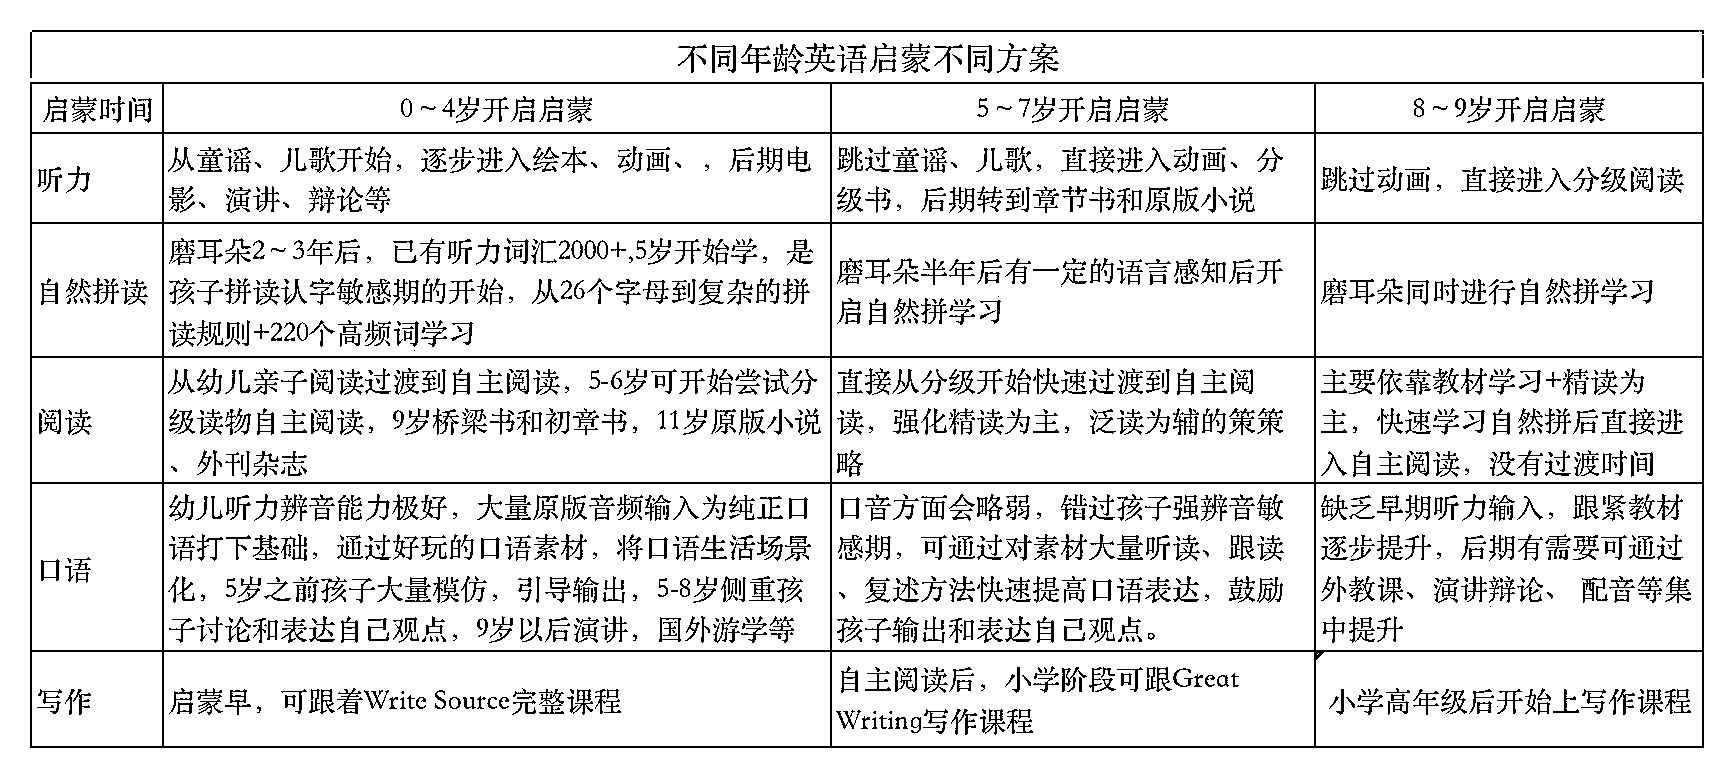 不同年龄英语启蒙不同方案
启蒙时间
0～4岁开启启蒙
5～7岁开启启蒙
8～9岁开启启蒙
听力
从童谣、儿歌开始，逐步进入绘本、动画、，后期电
影、演讲、辩论等
跳过童谣、儿歌，直接进入动画、分
级书，后期转到章节书和原版小说
跳过动画，直接进入分级阅读
自然拼读
磨耳朵2～3年后，已有听力词汇2000+,5岁开始学，是
孩子拼读认字敏感期的开始，从26个字母到复杂的拼
读规则+220个高频词学习
磨耳朵半年后有一定的语言感知后开
启自然拼学习
磨耳朵同时进行自然拼学习
阅读
从幼儿亲子阅读过渡到自主阅读，5-6岁可开始尝试分
级读物自主阅读，9岁桥梁书和初章书，11岁原版小说
、外刊杂志
直接从分级开始快速过渡到自主阅
读，强化精读为主，泛读为辅的策策
略
主要依靠教材学习+精读为
主，快速学习自然拼后直接进
入自主阅读，没有过渡时间
口语
幼儿听力辨音能力极好，大量原版音频输入为纯正口
语打下基础，通过好玩的口语素材，将口语生活场景
化，5岁之前孩子大量模仿，引导输出，5-8岁侧重孩
子讨论和表达自己观点，9岁以后演讲，国外游学等
口音方面会略弱，错过孩子强辨音敏
感期，可通过对素材大量听读、跟读
、复述方法快速提高口语表达，鼓励
孩子输出和表达自己观点。
缺乏早期听力输入，跟紧教材
逐步提升，后期有需要可通过
外教课、演讲辩论、 配音等集
中提升
写作
启蒙早，可跟着Write Source完整课程
自主阅读后，小学阶段可跟Great
Writing写作课程
小学高年级后开始上写作课程